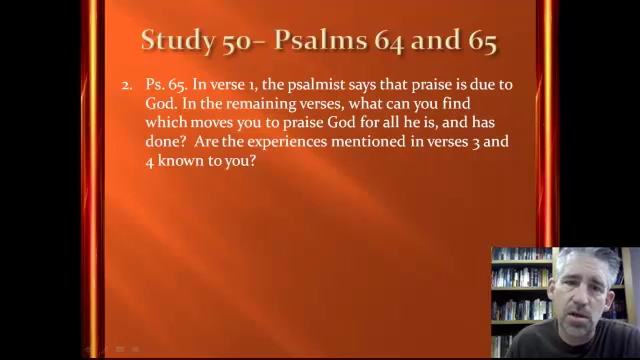 Study 50– Psalms 64 and 65
2. Ps. 65. In verse 1, the psalmist says that praise is due to
God. In the remaining verses, what can you find
which moves you to praise God for all he is, and has
done?  Are the experiences mentioned in verses 3 and
4 known to you?